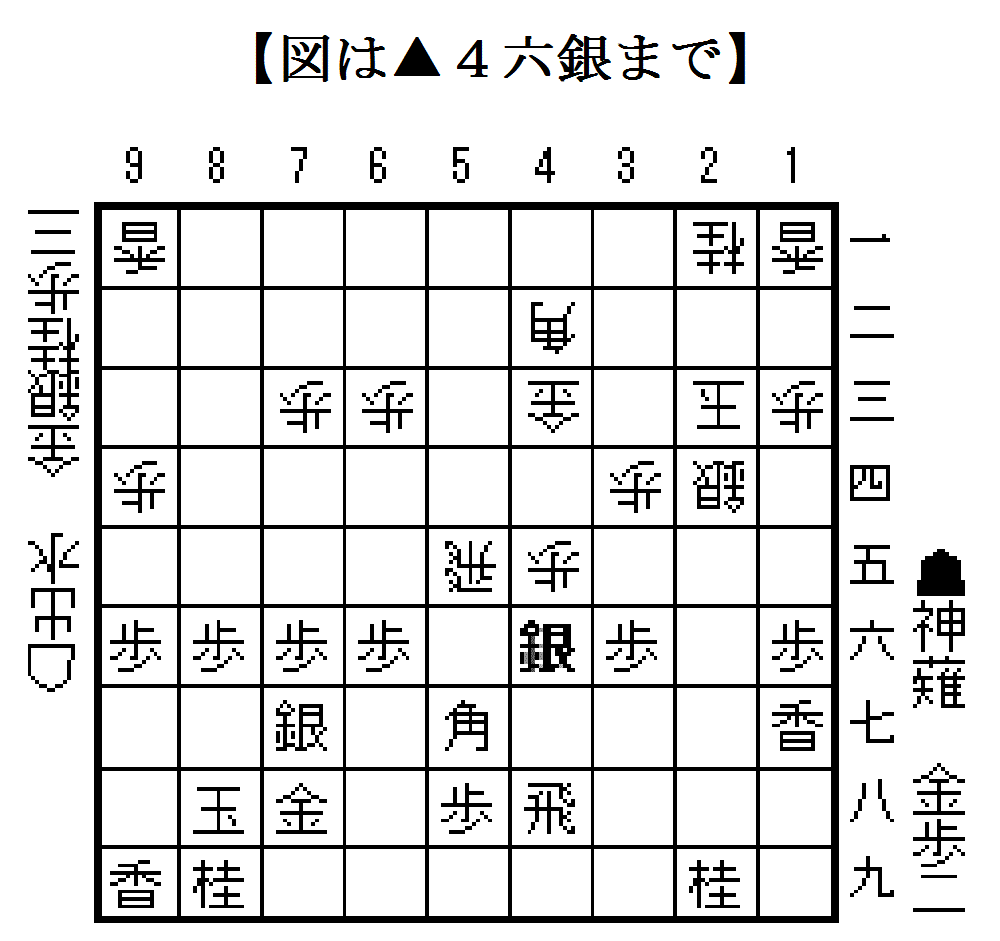 【図は▲4六銀まで】
9 8 7 6 5 4 3 2 1
香 桂 香 一
角 二
歩 歩 金 玉 歩 三
歩 歩 銀 四
飛 歩 五
歩 歩 歩 歩 銀 歩 歩 六
銀 角 香 七
玉 金 歩 飛 八
香 桂 桂 九
☖出水 金銀桂歩三
☗神薙 金歩二